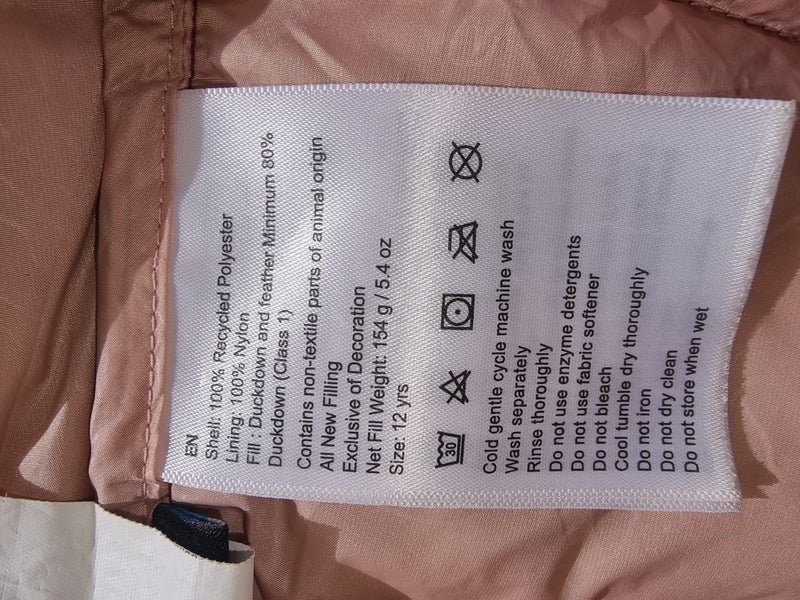 EN
Shell: 100% Recycled Polyester
Lining: 100% Nylon
Fill : Duckdown and feather Minimum 80%
Duckdown (Class 1)
Contains non-textile parts of animal origin
All New Filling
Exclusive of Decoration
Net Fill Weight: 154 g / 5.4 oz
Size: 12 yrs
30
Cold gentle cycle machine wash
Wash separately
Rinse thoroughly
Do not use enzyme detergents
Do not use fabric softener
Do not bleach
Cool tumble dry thoroughly
Do not iron
Do not dry clean
Do not store when wet